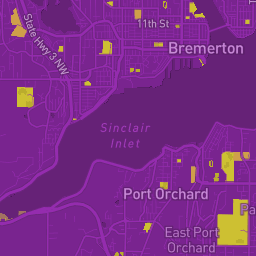 11th St
State Hwy 3 NW
Bremerton
Sinclair
Inlet
Port Orchard
East Port
Orchard